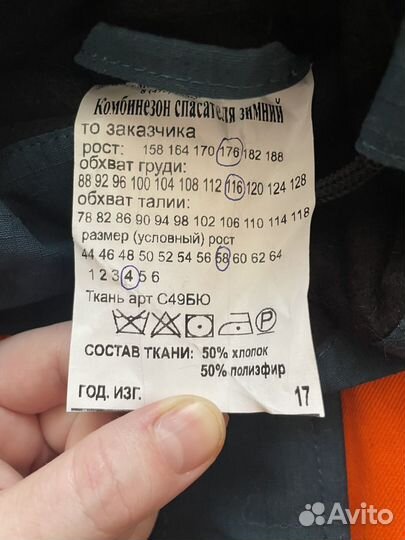 Комбинезон спасателя зимний
то заказчика
рост: 158 164 170 176 182 188
обхват груди:
88 92 96 100 104 108 112 116 120 124 128
обхват талии:
78 82 86 90 94 98 102 106 110 114 118
размер (условный) рост
44 46 48 50 52 54 56 58 60 62 64
1 2 3 4 5 6
Ткань арт С49БЮ
P
СОСТАВ ТКАНИ: 50% хлопок
50% полиэфир
ГОД. ИЗГ. 17
Avito